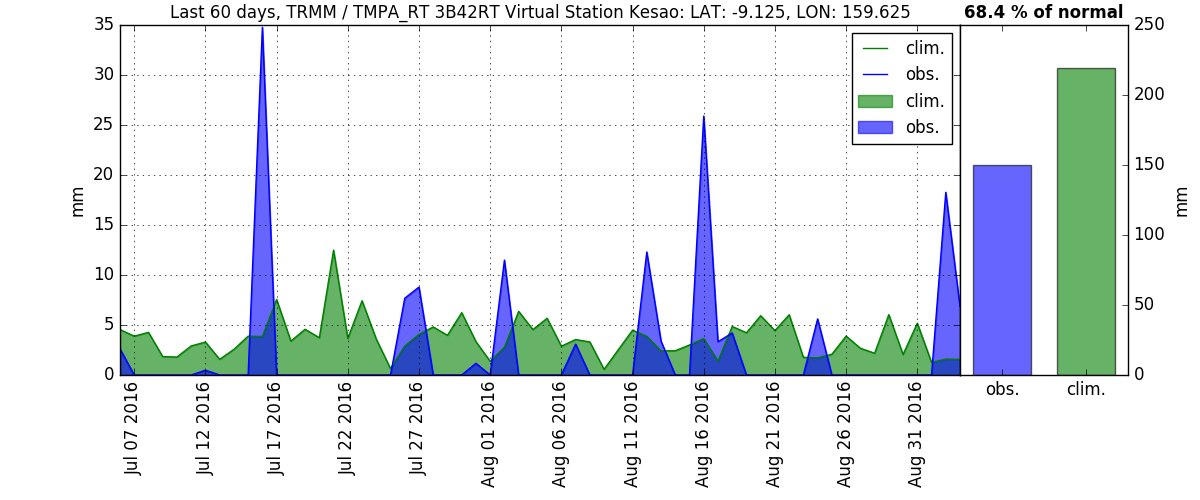 Last 60 days, TRMM / TMPA_RT 3B42RT Virtual Station Kesao: LAT: -9.125, LON: 159.625
68.4 % of normal
35
30
25
20
15
10
5
0
mm
clim.
obs.
clim.
obs.
Jul 07 2016
Jul 12 2016
Jul 17 2016
Jul 22 2016
Jul 27 2016
Aug 01 2016
Aug 06 2016
Aug 11 2016
Aug 16 2016
Aug 21 2016
Aug 26 2016
Aug 31 2016
250
200
150
100
50
0
mm
obs.
clim.